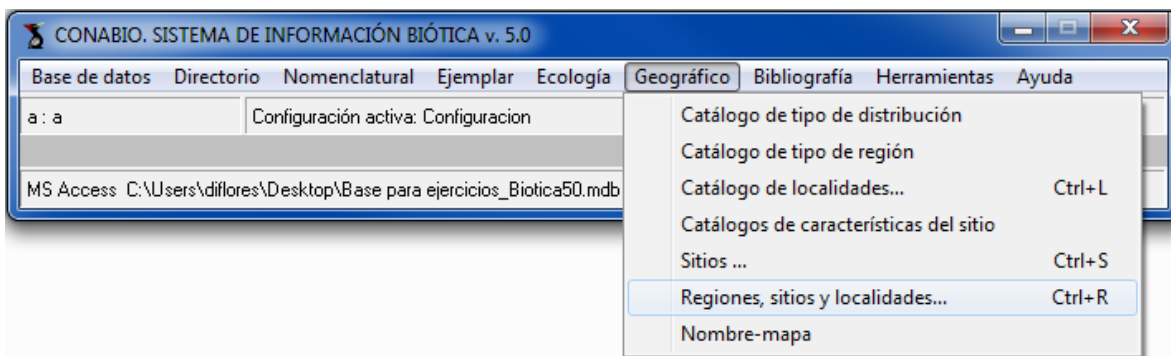 CONABIO. SISTEMA DE INFORMACIÓN BIÓTICA v. 5.0
Base de datos Directorio Nomenclatural Ejemplar Ecología Geográfico Bibliografía Herramientas Ayuda
a : a Configuración activa: Configuracion
MS Access C:\Users\diflores\Desktop\Base para ejercicios_Biotica50.mdb
Catálogo de tipo de distribución
Catálogo de tipo de región
Catálogo de localidades... Ctrl+L
Catálogos de características del sitio
Sitios ... Ctrl+S
Regiones, sitios y localidades... Ctrl+R
Nombre-mapa